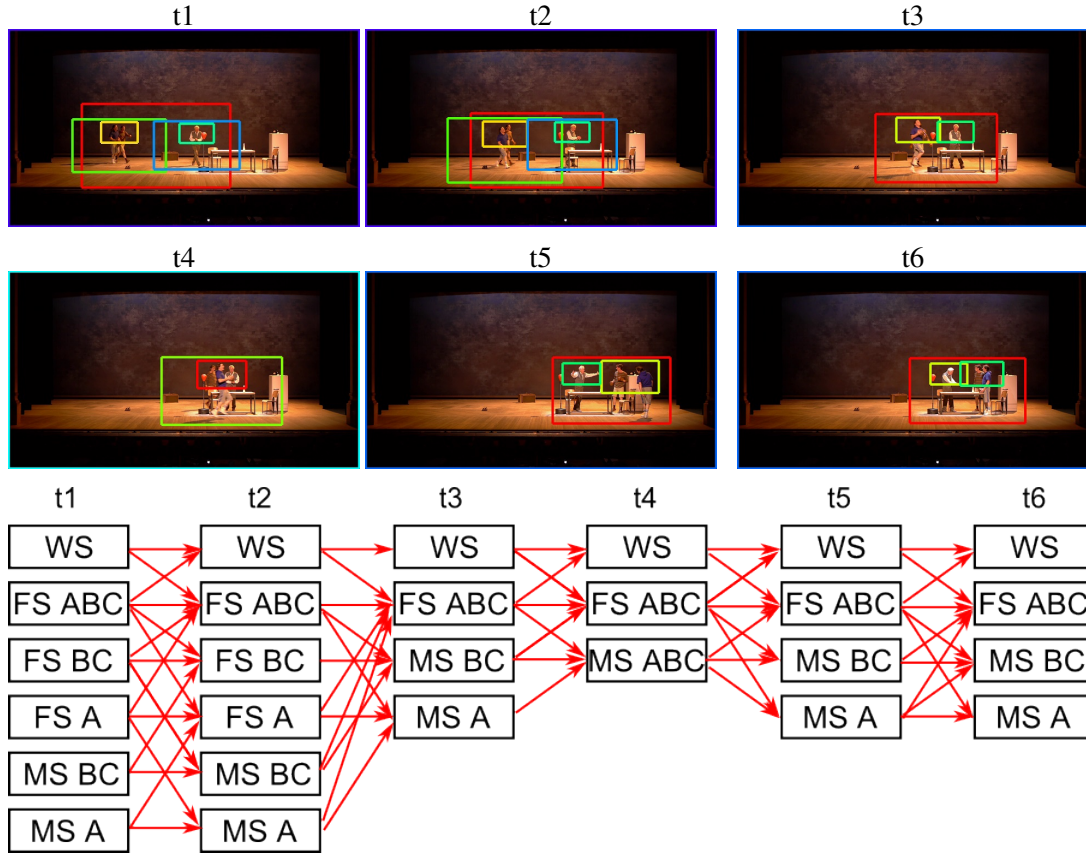 t1 t2 t3
t4 t5 t6
t1 t2 t3 t4 t5 t6
WS WS WS WS WS WS
FS ABC FS ABC FS ABC FS ABC FS ABC FS ABC
FS BC FS BC MS BC MS ABC MS BC MS BC
FS A FS A MS A MS A MS A
MS BC MS BC
MS A MS A